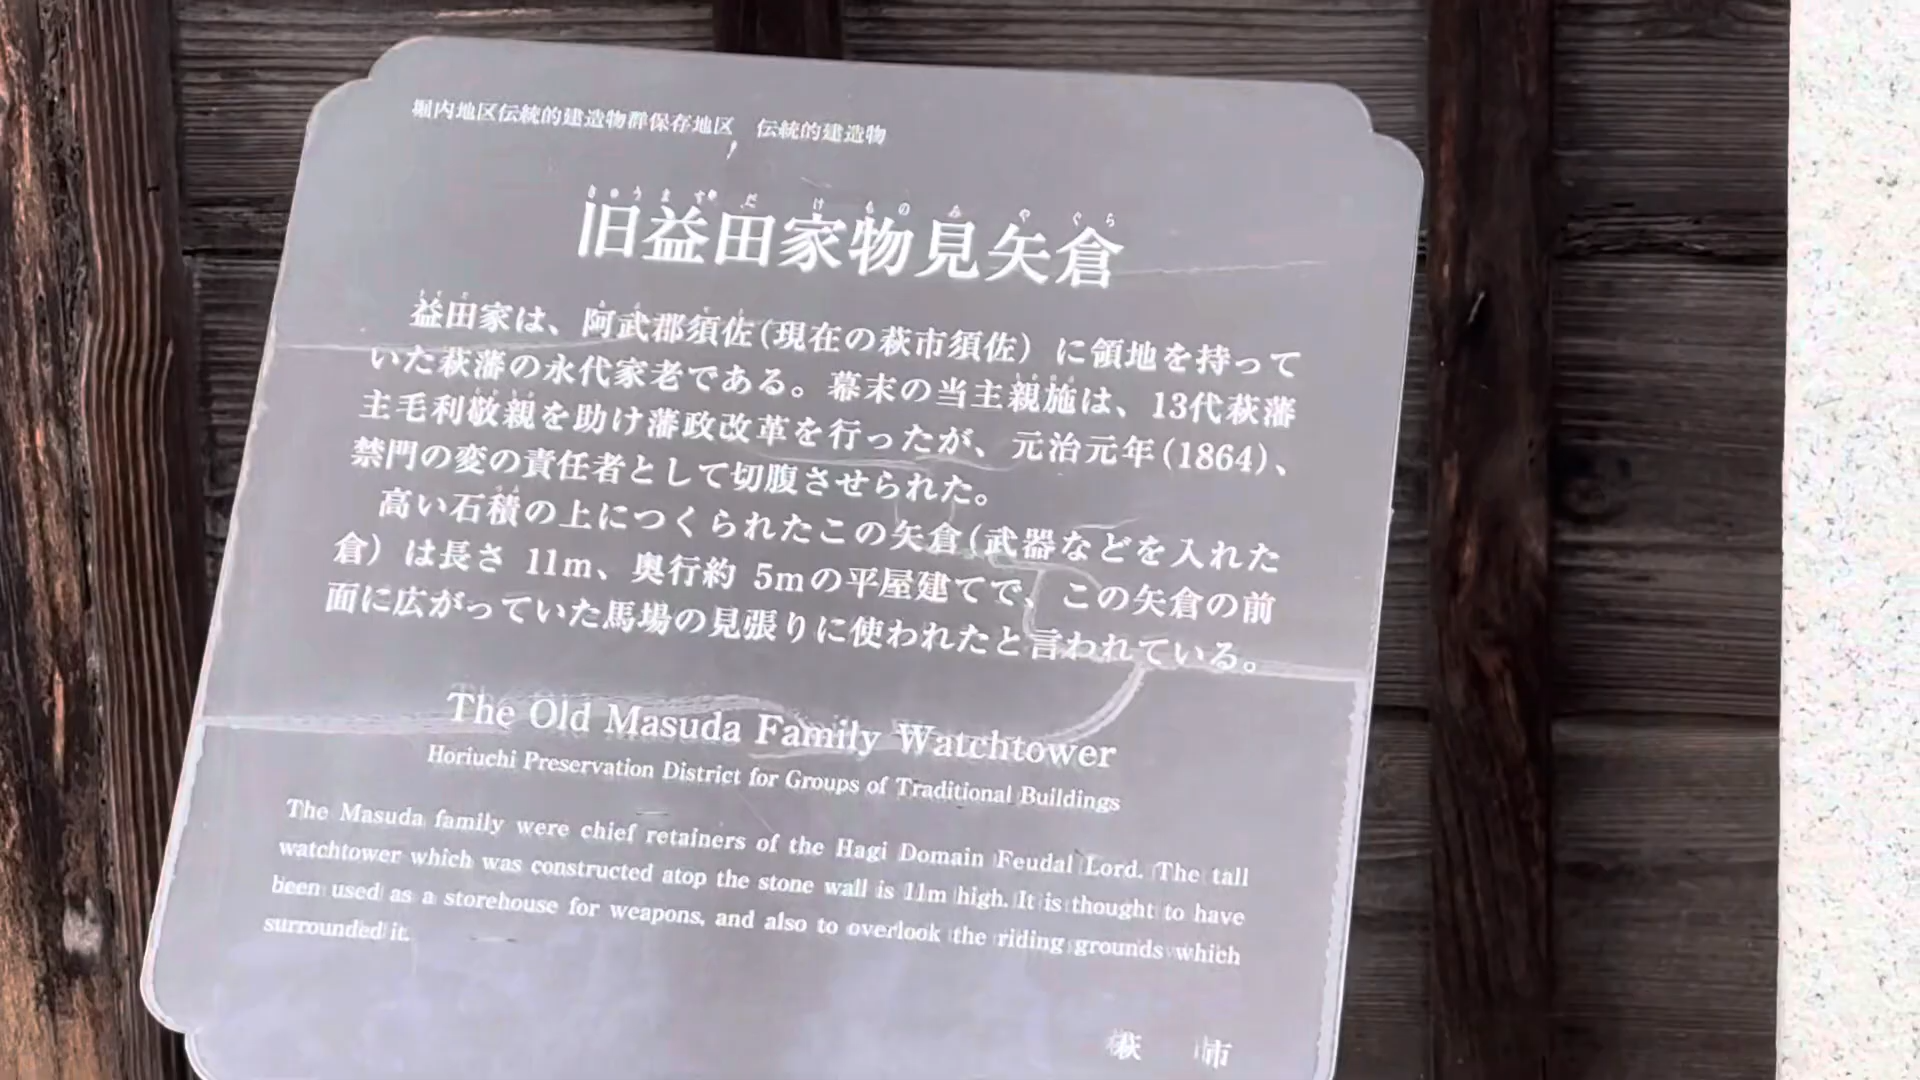 堀内地区伝統的建造物群保存地区　伝統的建造物
きゅうますだけものみやぐら
旧益田家物見矢倉
益田家は、阿武郡須佐(現在の萩市須佐）に領地を持って
いた萩藩の永代家老である。幕末の当主親施は、13代萩藩
主毛利敬親を助け藩政改革を行ったが、元治元年(1864)、
禁門の変の責任者として切腹させられた。
高い石積の上につくられたこの矢倉(武器などを入れた
倉）は長さ 11m、奥行約 5mの平屋建てで、この矢倉の前
面に広がっていた馬場の見張りに使われたと言われている。
The Old Masuda Family Watchtower
Horiuchi Preservation District for Groups of Traditional Buildings
The Masuda family were chief retainers of the Hagi Domain Feudal Lord. The tall
watchtower which was constructed atop the stone wall is 11m high. It is thought to have
been used as a storehouse for weapons, and also to overlook the riding grounds which
surrounded it.
萩　市